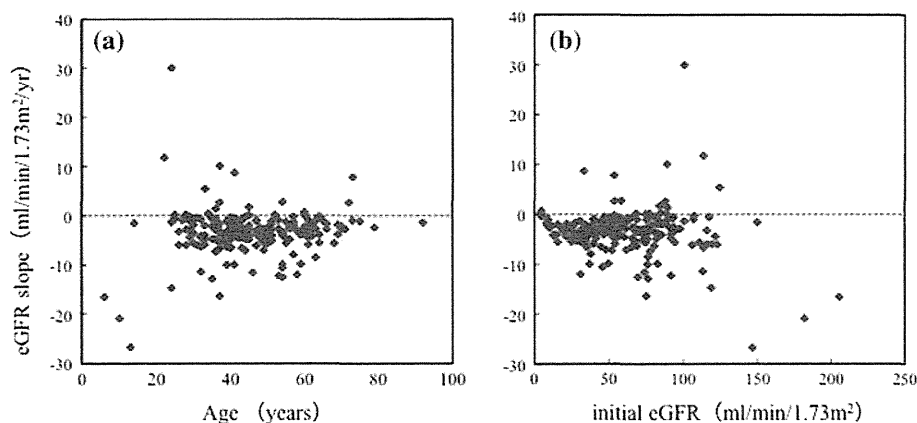 (a)
40
30
20
10
0
-10
-20
-30
eGFR slope (ml/min/1.73m²/yr)
0 20 40 60 80 100
Age (years)
(b)
40
30
20
10
0
-10
-20
-30
0 50 100 150 200 250
initial eGFR (ml/min/1.73m²)